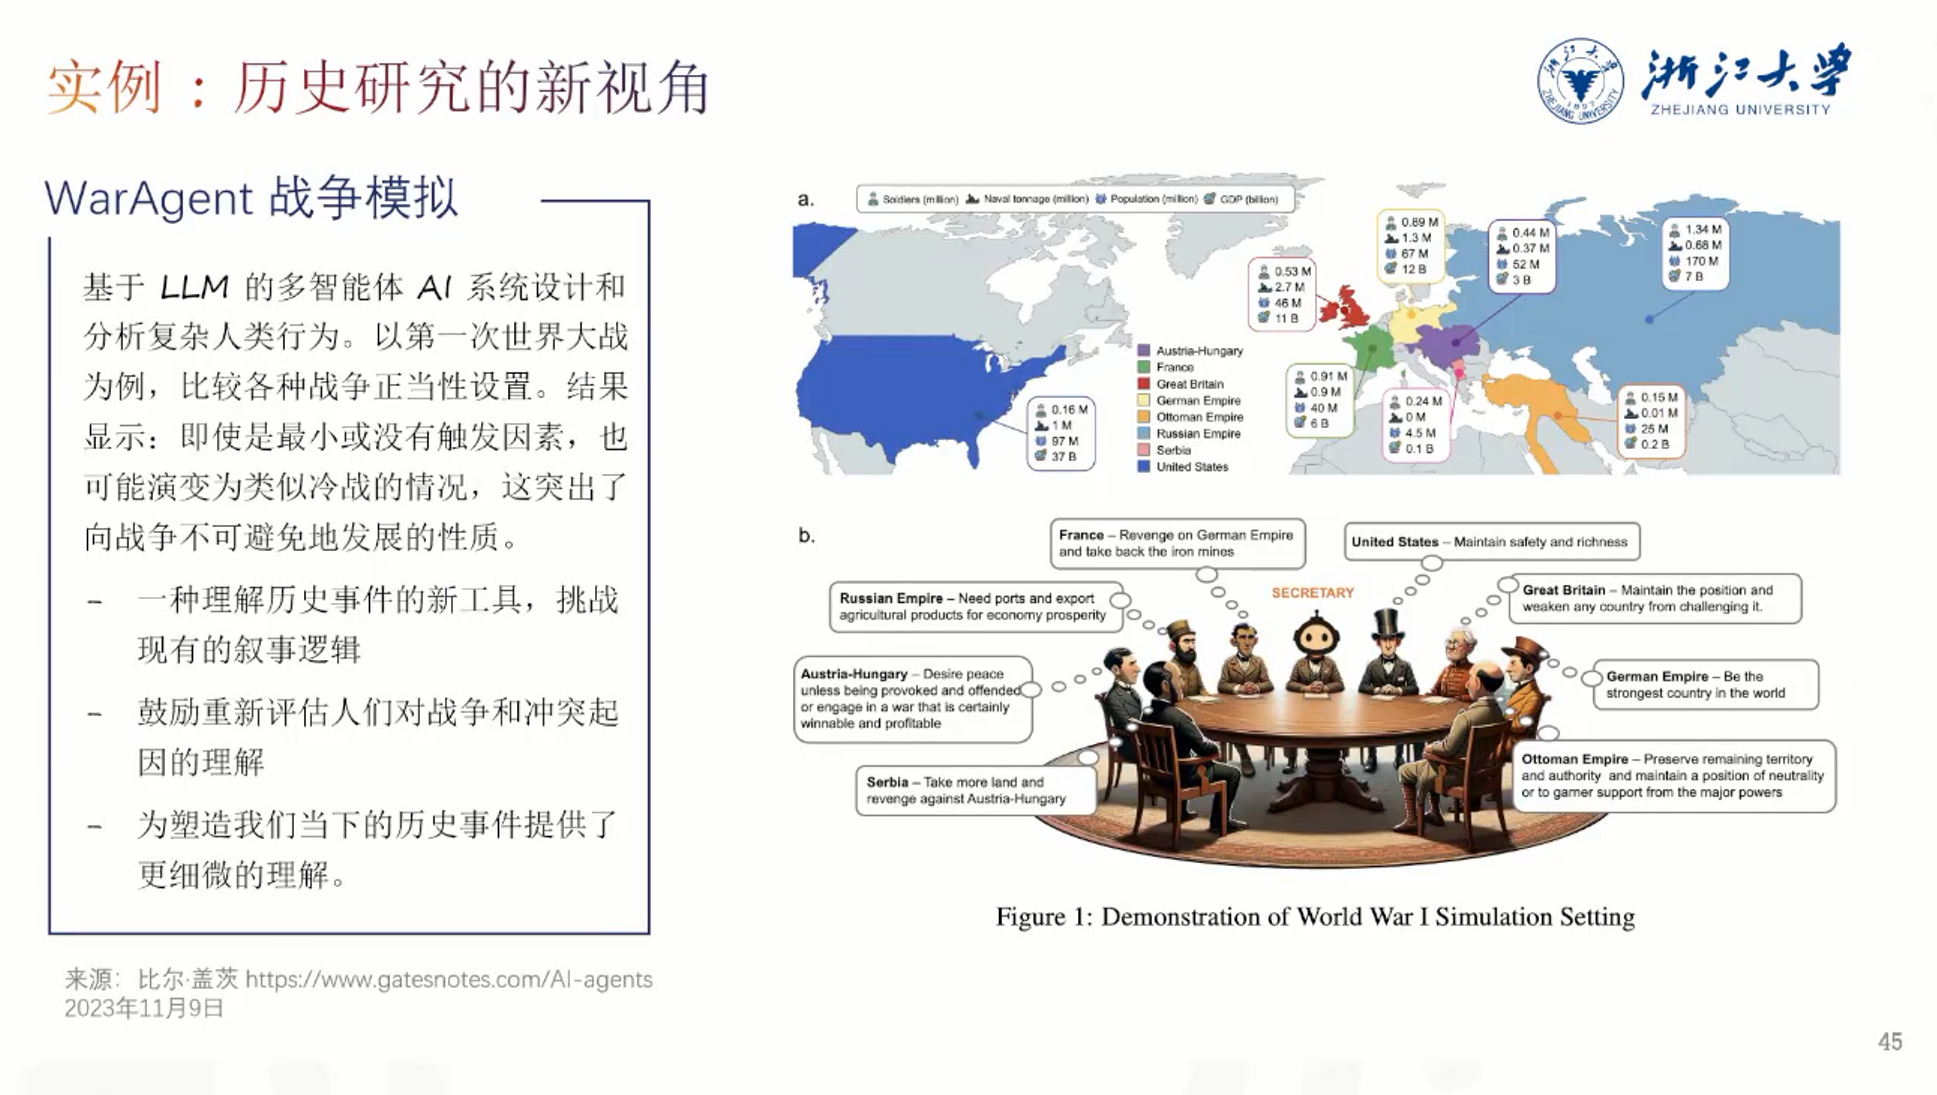 实例：历史研究的新视角
浙江大学
ZHEJIANG UNIVERSITY
WarAgent 战争模拟
基于 LLM 的多智能体 AI 系统设计和
分析复杂人类行为。以第一次世界大战
为例，比较各种战争正当性设置。结果
显示：即使是最小或没有触发因素，也
可能演变为类似冷战的情况，这突出了
向战争不可避免地发展的性质。
– 一种理解历史事件的新工具，挑战
现有的叙事逻辑
– 鼓励重新评估人们对战争和冲突起
因的理解
– 为塑造我们当下的历史事件提供了
更细微的理解。
来源：比尔·盖茨 https://www.gatesnotes.com/AI-agents
2023年11月9日
a.
Soldiers (million) Naval tonnage (million) Population (million) GDP (billion)
0.16 M
1 M
97 M
37 B
0.53 M
2.7 M
46 M
11 B
0.89 M
1.3 M
67 M
12 B
0.44 M
0.37 M
52 M
3 B
1.34 M
0.68 M
170 M
7 B
0.91 M
0.9 M
40 M
6 B
0.24 M
0 M
4.5 M
0.1 B
0.15 M
0.01 M
25 M
0.2 B
Austria-Hungary
France
Great Britain
German Empire
Ottoman Empire
Russian Empire
Serbia
United States
b.
France – Revenge on German Empire
and take back the iron mines
United States – Maintain safety and richness
Russian Empire – Need ports and export
agricultural products for economy prosperity
SECRETARY
Great Britain – Maintain the position and
weaken any country from challenging it.
Austria-Hungary – Desire peace
unless being provoked and offended
or engage in a war that is certainly
winnable and profitable
German Empire – Be the
strongest country in the world
Serbia – Take more land and
revenge against Austria-Hungary
Ottoman Empire – Preserve remaining territory
and authority and maintain a position of neutrality
or to garner support from the major powers
Figure 1: Demonstration of World War I Simulation Setting
45